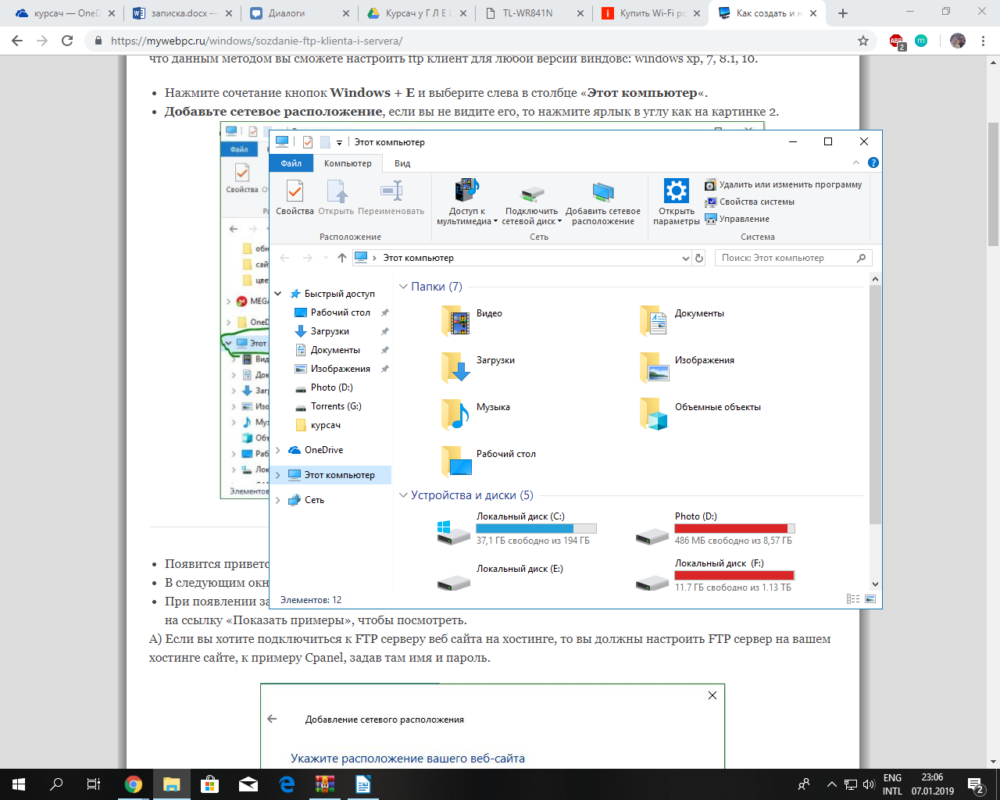 курсач — OneD
записка.docx —
Диалоги
Курсач у Г Л Е
TL-WR841N
Купить Wi-Fi ро
Как создать и н
https://mywebpc.ru/windows/sozdanie-ftp-klienta-i-servera/
ABP
2
m
что данным методом вы сможете настроить ftp клиент для любой версии виндовс: windows xp, 7, 8.1, 10.
• Нажмите сочетание кнопок Windows + E и выберите слева в столбце «Этот компьютер«.
• Добавьте сетевое расположение, если вы не видите его, то нажмите ярлык в углу как на картинке 2.
Файл
Свойства
обн
сай
цве
MEGA
OneD
Этот
Вид
Док
Заг
Изо
Муз
Объ
Раб
Лок
Элементов
Этот компьютер
Файл
Компьютер
Вид
Свойства
Открыть
Переименовать
Расположение
Доступ к
мультимедиа
Подключить
сетевой диск
Добавить сетевое
расположение
Сеть
Открыть
параметры
Удалить или изменить программу
Свойства системы
Управление
Система
Этот компьютер
Поиск: Этот компьютер
Быстрый доступ
Рабочий стол
Загрузки
Документы
Изображения
Photo (D:)
Torrents (G:)
курсач
OneDrive
Этот компьютер
Сеть
Папки (7)
Видео
Документы
Загрузки
Изображения
Музыка
Объемные объекты
Рабочий стол
Устройства и диски (5)
Локальный диск (C:)
37,1 ГБ свободно из 194 ГБ
Photo (D:)
486 МБ свободно из 8,57 ГБ
Локальный диск (E:)
Локальный диск (F:)
11,7 ГБ свободно из 1,13 ТБ
Элементов: 12
• Появится приветс
• В следующим окн
• При появлении за
на ссылку «Показать примеры», чтобы посмотреть.
А) Если вы хотите подключиться к FTP серверу веб сайта на хостинге, то вы должны настроить FTP сервер на вашем
хостинге сайте, к примеру Cpanel, задав там имя и пароль.
Добавление сетевого расположения
Укажите расположение вашего веб-сайта
ENG
INTL
23:06
07.01.2019
2